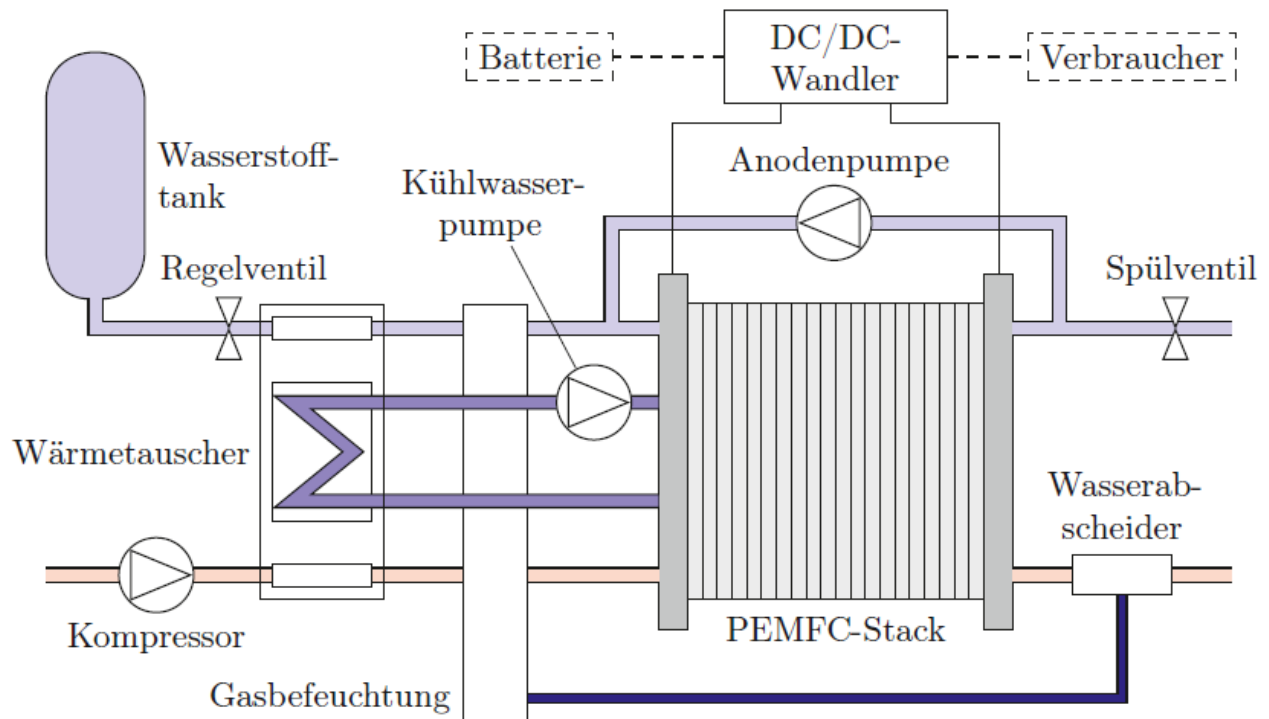 Batterie
DC/DC-
Wandler
Verbraucher
Wasserstoff-
tank
Kühlwasser-
pumpe
Anodenpumpe
Regelventil
Spülventil
Wärmetauscher
Wasserab-
scheider
Kompressor
PEMFC-Stack
Gasbefeuchtung